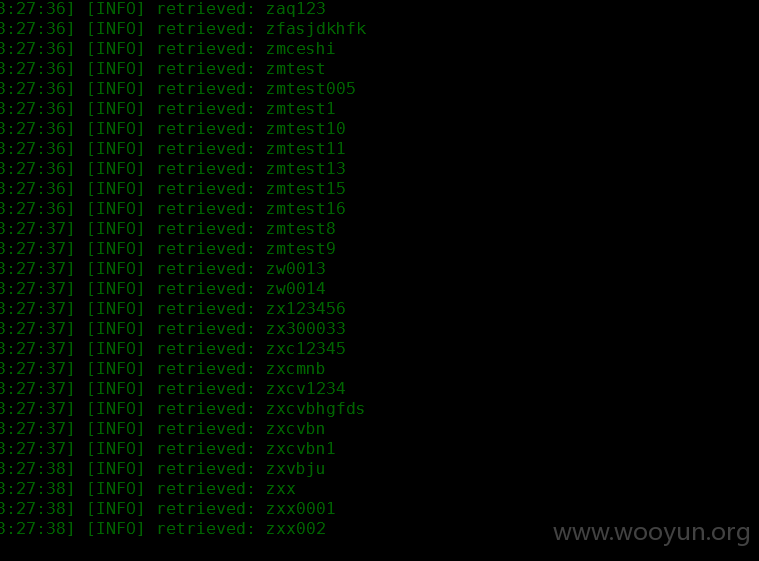 3:27:36] [INFO] retrieved: zaq123
3:27:36] [INFO] retrieved: zfasjdkhfk
3:27:36] [INFO] retrieved: zmceshi
3:27:36] [INFO] retrieved: zmtest
3:27:36] [INFO] retrieved: zmtest005
3:27:36] [INFO] retrieved: zmtest1
3:27:36] [INFO] retrieved: zmtest10
3:27:36] [INFO] retrieved: zmtest11
3:27:36] [INFO] retrieved: zmtest13
3:27:36] [INFO] retrieved: zmtest15
3:27:36] [INFO] retrieved: zmtest16
3:27:37] [INFO] retrieved: zmtest8
3:27:37] [INFO] retrieved: zmtest9
3:27:37] [INFO] retrieved: zw0013
3:27:37] [INFO] retrieved: zw0014
3:27:37] [INFO] retrieved: zx123456
3:27:37] [INFO] retrieved: zx300033
3:27:37] [INFO] retrieved: zxc12345
3:27:37] [INFO] retrieved: zxcmnb
3:27:37] [INFO] retrieved: zxcv1234
3:27:37] [INFO] retrieved: zxcvbhgfds
3:27:37] [INFO] retrieved: zxcvbn
3:27:37] [INFO] retrieved: zxcvbn1
3:27:38] [INFO] retrieved: zxvbju
3:27:38] [INFO] retrieved: zxx
3:27:38] [INFO] retrieved: zxx0001
3:27:38] [INFO] retrieved: zxx002
www.wooyun.org